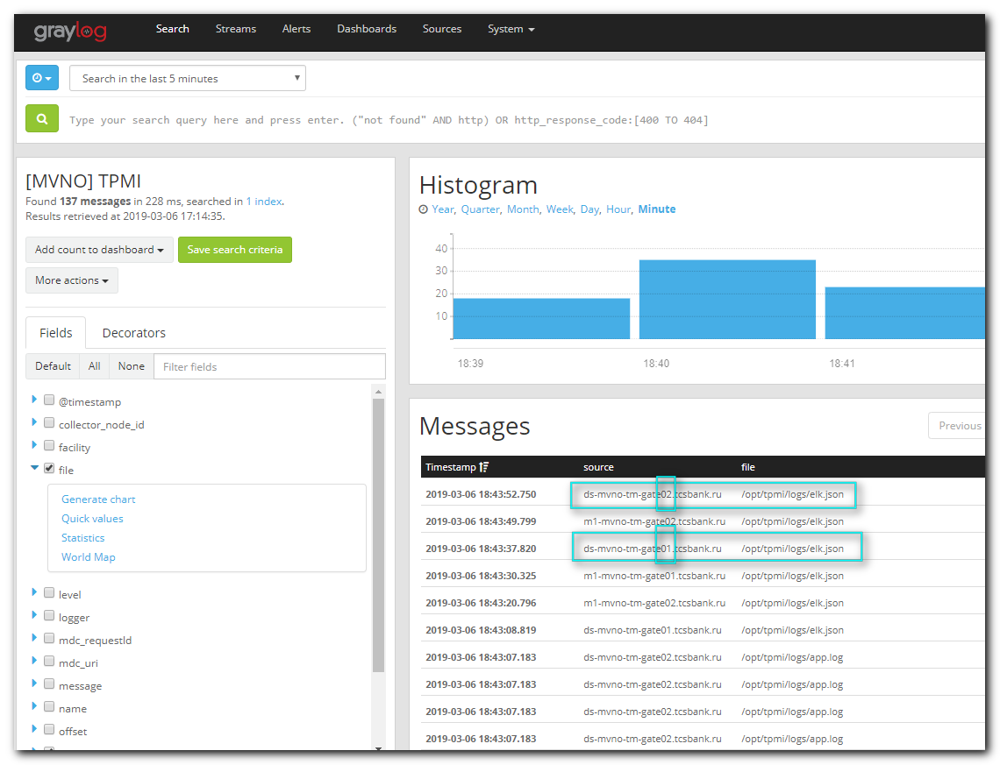 graylog Search Streams Alerts Dashboards Sources System
Search in the last 5 minutes
Type your search query here and press enter. ("not found" AND http) OR http_response_code:[400 TO 404]
[MVNO] TPMI
Found 137 messages in 228 ms, searched in 1 index.
Results retrieved at 2019-03-06 17:14:35.
Add count to dashboard Save search criteria
More actions
Fields Decorators
Default All None Filter fields
@timestamp
collector_node_id
facility
file
Generate chart
Quick values
Statistics
World Map
level
logger
mdc_requestId
mdc_uri
message
name
offset
Histogram
Year, Quarter, Month, Week, Day, Hour, Minute
40
30
20
10
18:39 18:40 18:41
Messages
Previous
Timestamp source file
2019-03-06 18:43:52.750 ds-mvno-tm-gate02.tcsbank.ru /opt/tpmi/logs/elk.json
2019-03-06 18:43:49.799 m1-mvno-tm-gate02.tcsbank.ru /opt/tpmi/logs/elk.json
2019-03-06 18:43:37.820 ds-mvno-tm-gate01.tcsbank.ru /opt/tpmi/logs/elk.json
2019-03-06 18:43:30.325 m1-mvno-tm-gate01.tcsbank.ru /opt/tpmi/logs/elk.json
2019-03-06 18:43:20.796 m1-mvno-tm-gate02.tcsbank.ru /opt/tpmi/logs/elk.json
2019-03-06 18:43:08.819 ds-mvno-tm-gate01.tcsbank.ru /opt/tpmi/logs/elk.json
2019-03-06 18:43:07.183 ds-mvno-tm-gate02.tcsbank.ru /opt/tpmi/logs/app.log
2019-03-06 18:43:07.183 ds-mvno-tm-gate02.tcsbank.ru /opt/tpmi/logs/app.log
2019-03-06 18:43:07.183 ds-mvno-tm-gate02.tcsbank.ru /opt/tpmi/logs/app.log
2019-03-06 18:43:07.183 ds-mvno-tm-gate02.tcsbank.ru /opt/tpmi/logs/app.log